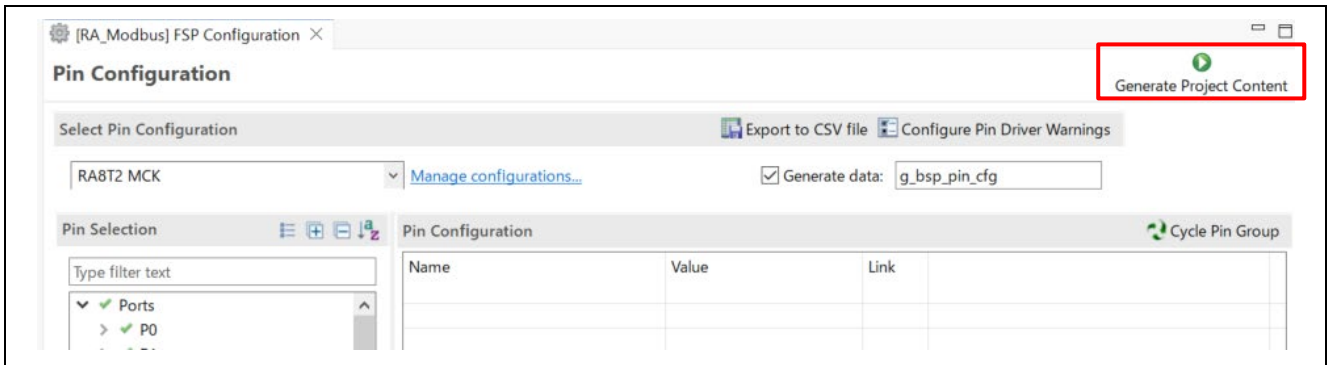 [RA_Modbus] FSP Configuration
Pin Configuration
Generate Project Content
Select Pin Configuration
Export to CSV file
Configure Pin Driver Warnings
RA8T2 MCK
Manage configurations...
Generate data:
g_bsp_pin_cfg
Pin Selection
Pin Configuration
Cycle Pin Group
Type filter text
Name
Value
Link
Ports
P0